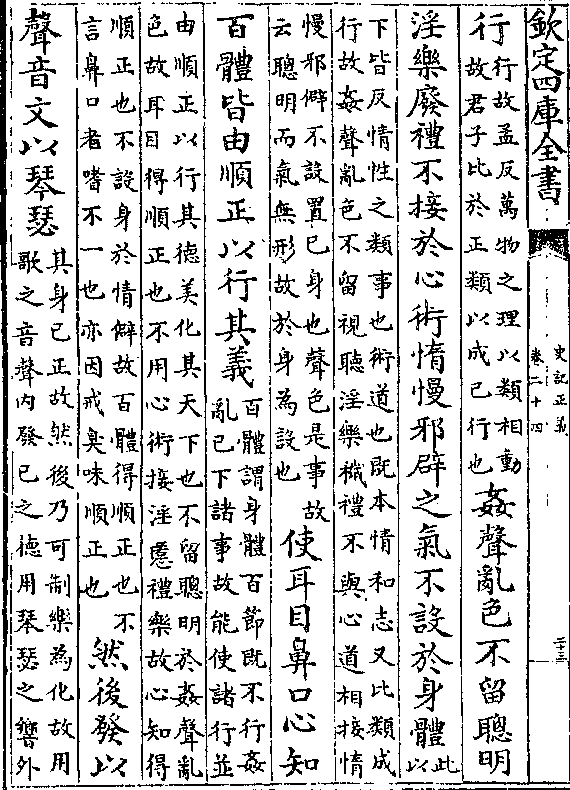 欽定四庫全書
史記正義
卷二十四
二十三
行
行故孟反萬物之理以類相動
故君子比於正類以成己行也
姦聲亂色不留聰明
淫樂廢禮不接於心術惰慢邪辟之氣不設於身體
此
以
下皆反情性之類事也術道也既本情和志又比類成
行故姦聲亂色不留視聽淫樂穢禮不與心道相接惰
慢邪僻不設置己身也聲色是事故
云聰明而氣無形故於身為設也
使耳目鼻口心知
百體皆由順正以行其義
百體謂身體百節既不行姦
亂已下諸事故能使諸行並
由順正以行其德美化其天下也不留聰明於姦聲亂
色故耳目得順正也不用心術接淫慝禮樂故心知得
順正也不設身於情僻故百體得順正也不
言鼻口者嗜不一也亦因戒臭味順正也
然後發以
聲音文以琴瑟
其身已正故然後乃可制樂為化故用
歌之音聲內發己之德用琴瑟之響外